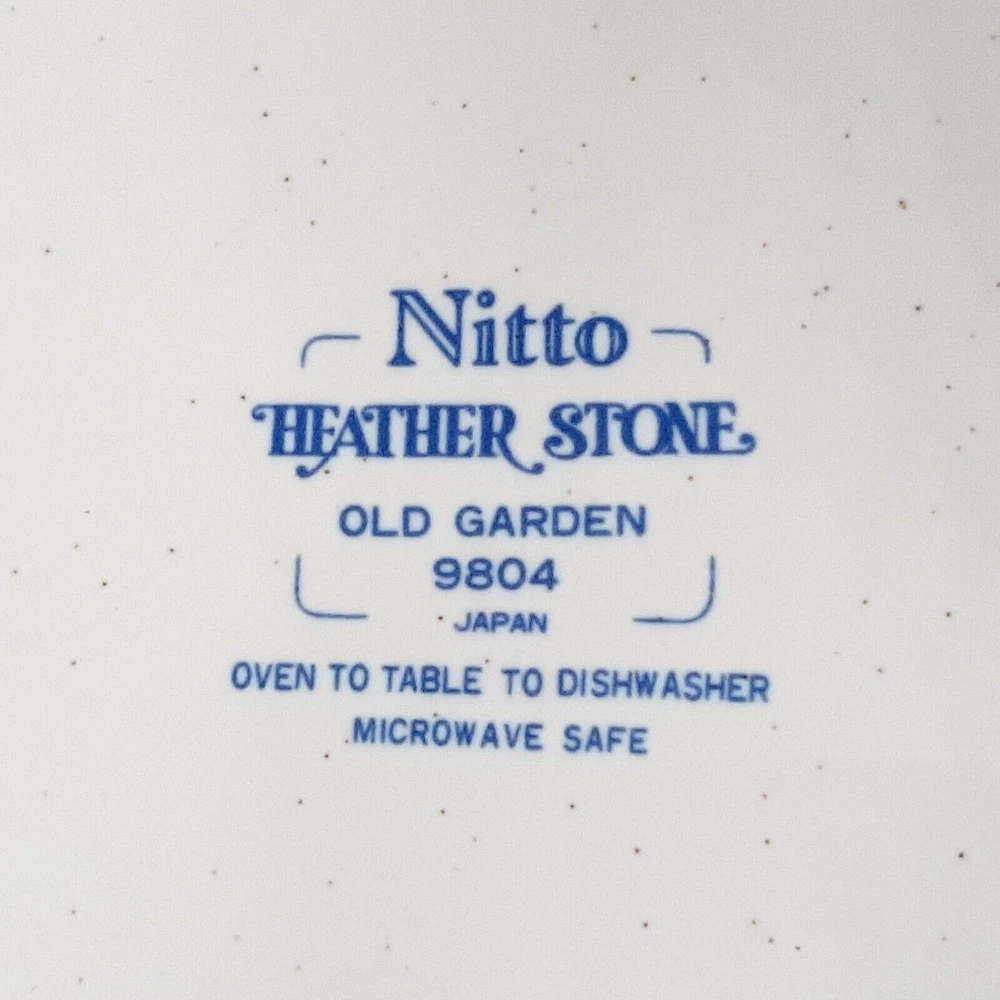 Nitto
HEATHER STONE
OLD GARDEN
9804
JAPAN
OVEN TO TABLE TO DISHWASHER
MICROWAVE SAFE